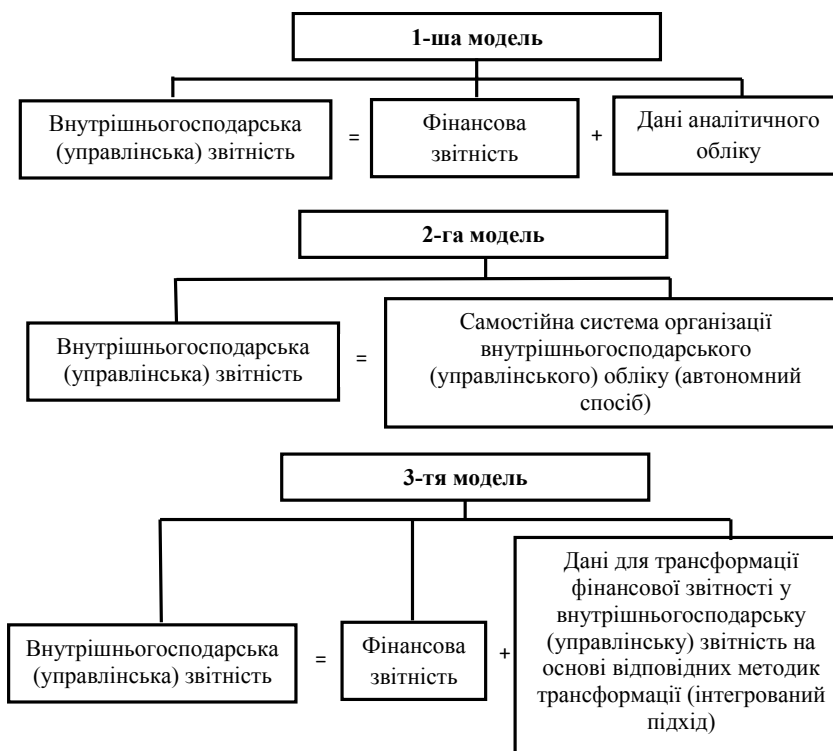 1-ша модель
Внутрішньогосподарська
(управлінська) звітність
=
Фінансова
звітність
+
Дані аналітичного
обліку
2-га модель
Внутрішньогосподарська
(управлінська) звітність
=
Самостійна система організації
внутрішньогосподарського
(управлінського) обліку (автономний
спосіб)
3-тя модель
Внутрішньогосподарська
(управлінська) звітність
=
Фінансова
звітність
+
Дані для трансформації
фінансової звітності у
внутрішньогосподарську
(управлінську) звітність на
основі відповідних методик
трансформації (інтегрований
підхід)